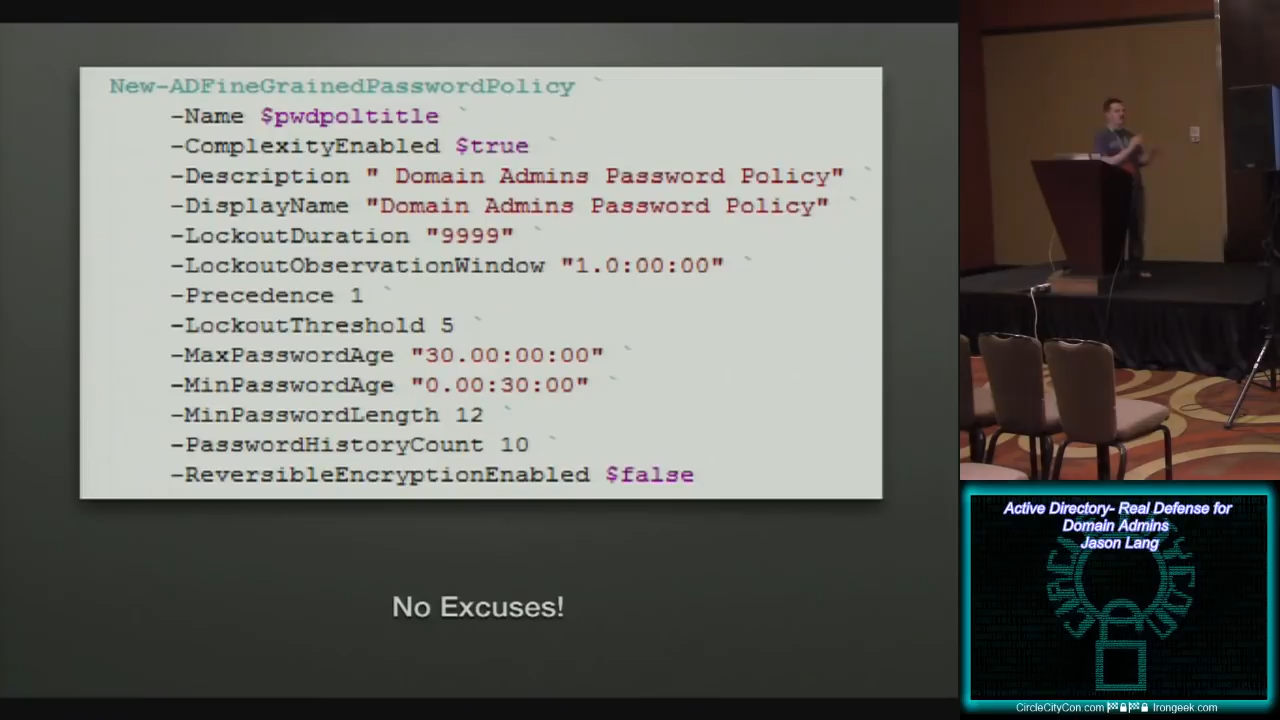 New-ADFineGrainedPasswordPolicy `
-Name $pwdpoltitle `
-ComplexityEnabled $true `
-Description " Domain Admins Password Policy" `
-DisplayName "Domain Admins Password Policy" `
-LockoutDuration "9999" `
-LockoutObservationWindow "1.0:00:00" `
-Precedence 1 `
-LockoutThreshold 5 `
-MaxPasswordAge "30.00:00:00" `
-MinPasswordAge "0.00:30:00" `
-MinPasswordLength 12 `
-PasswordHistoryCount 10 `
-ReversibleEncryptionEnabled $false
No Excuses!
Active Directory- Real Defense for
Domain Admins
Jason Lang
CircleCityCon.com Irongeek.com